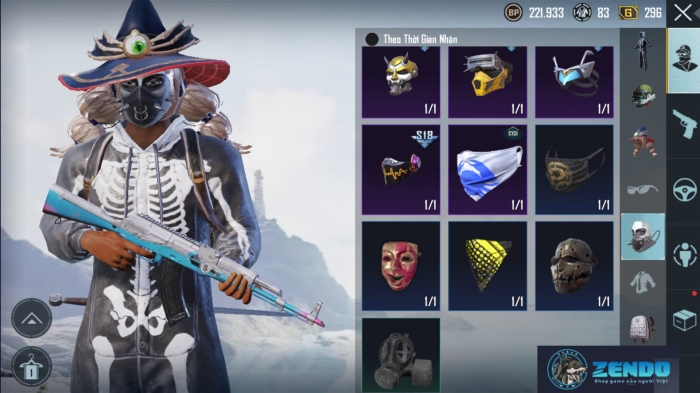 BP 221.933 83 G 296
Theo Thời Gian Nhận
1/1 1/1 1/1
S18
1/1 1/1 1/1
1/1 1/1 1/1
ZENDO
Shop game của người Việt